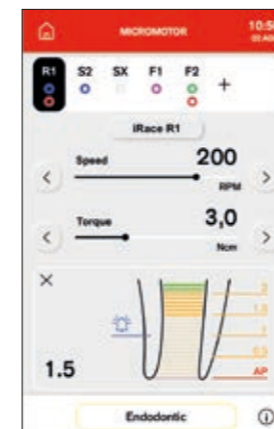 MICROMOTOR
10:50
R1 S2 SX F1 F2 +
iRace R1
Speed 200
RPM
Torque 3,0
Ncm
2
1.5
1
0.5
AP
1.5
Endodontic